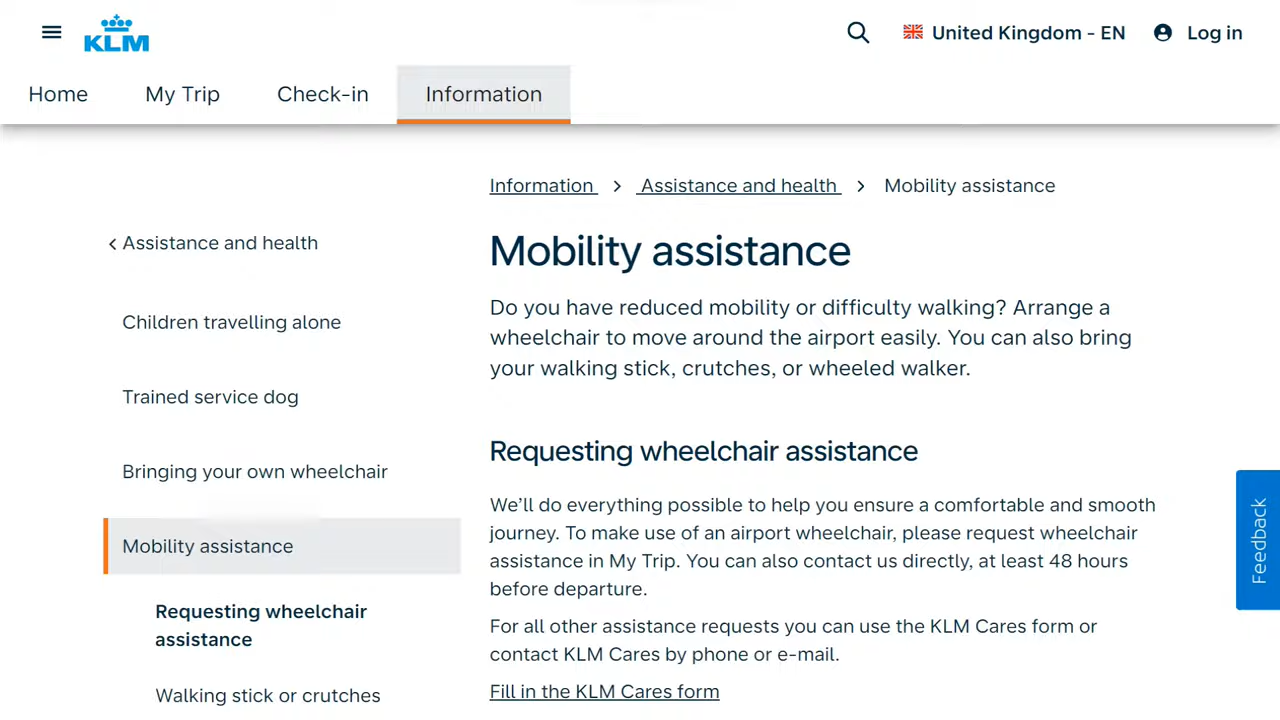 KLM
United Kingdom - EN
Log in
Home
My Trip
Check-in
Information
Information > Assistance and health > Mobility assistance
< Assistance and health
Children travelling alone
Trained service dog
Bringing your own wheelchair
Mobility assistance
Requesting wheelchair
assistance
Walking stick or crutches
Mobility assistance
Do you have reduced mobility or difficulty walking? Arrange a
wheelchair to move around the airport easily. You can also bring
your walking stick, crutches, or wheeled walker.
Requesting wheelchair assistance
We’ll do everything possible to help you ensure a comfortable and smooth
journey. To make use of an airport wheelchair, please request wheelchair
assistance in My Trip. You can also contact us directly, at least 48 hours
before departure.
For all other assistance requests you can use the KLM Cares form or
contact KLM Cares by phone or e-mail.
Fill in the KLM Cares form
Feedback